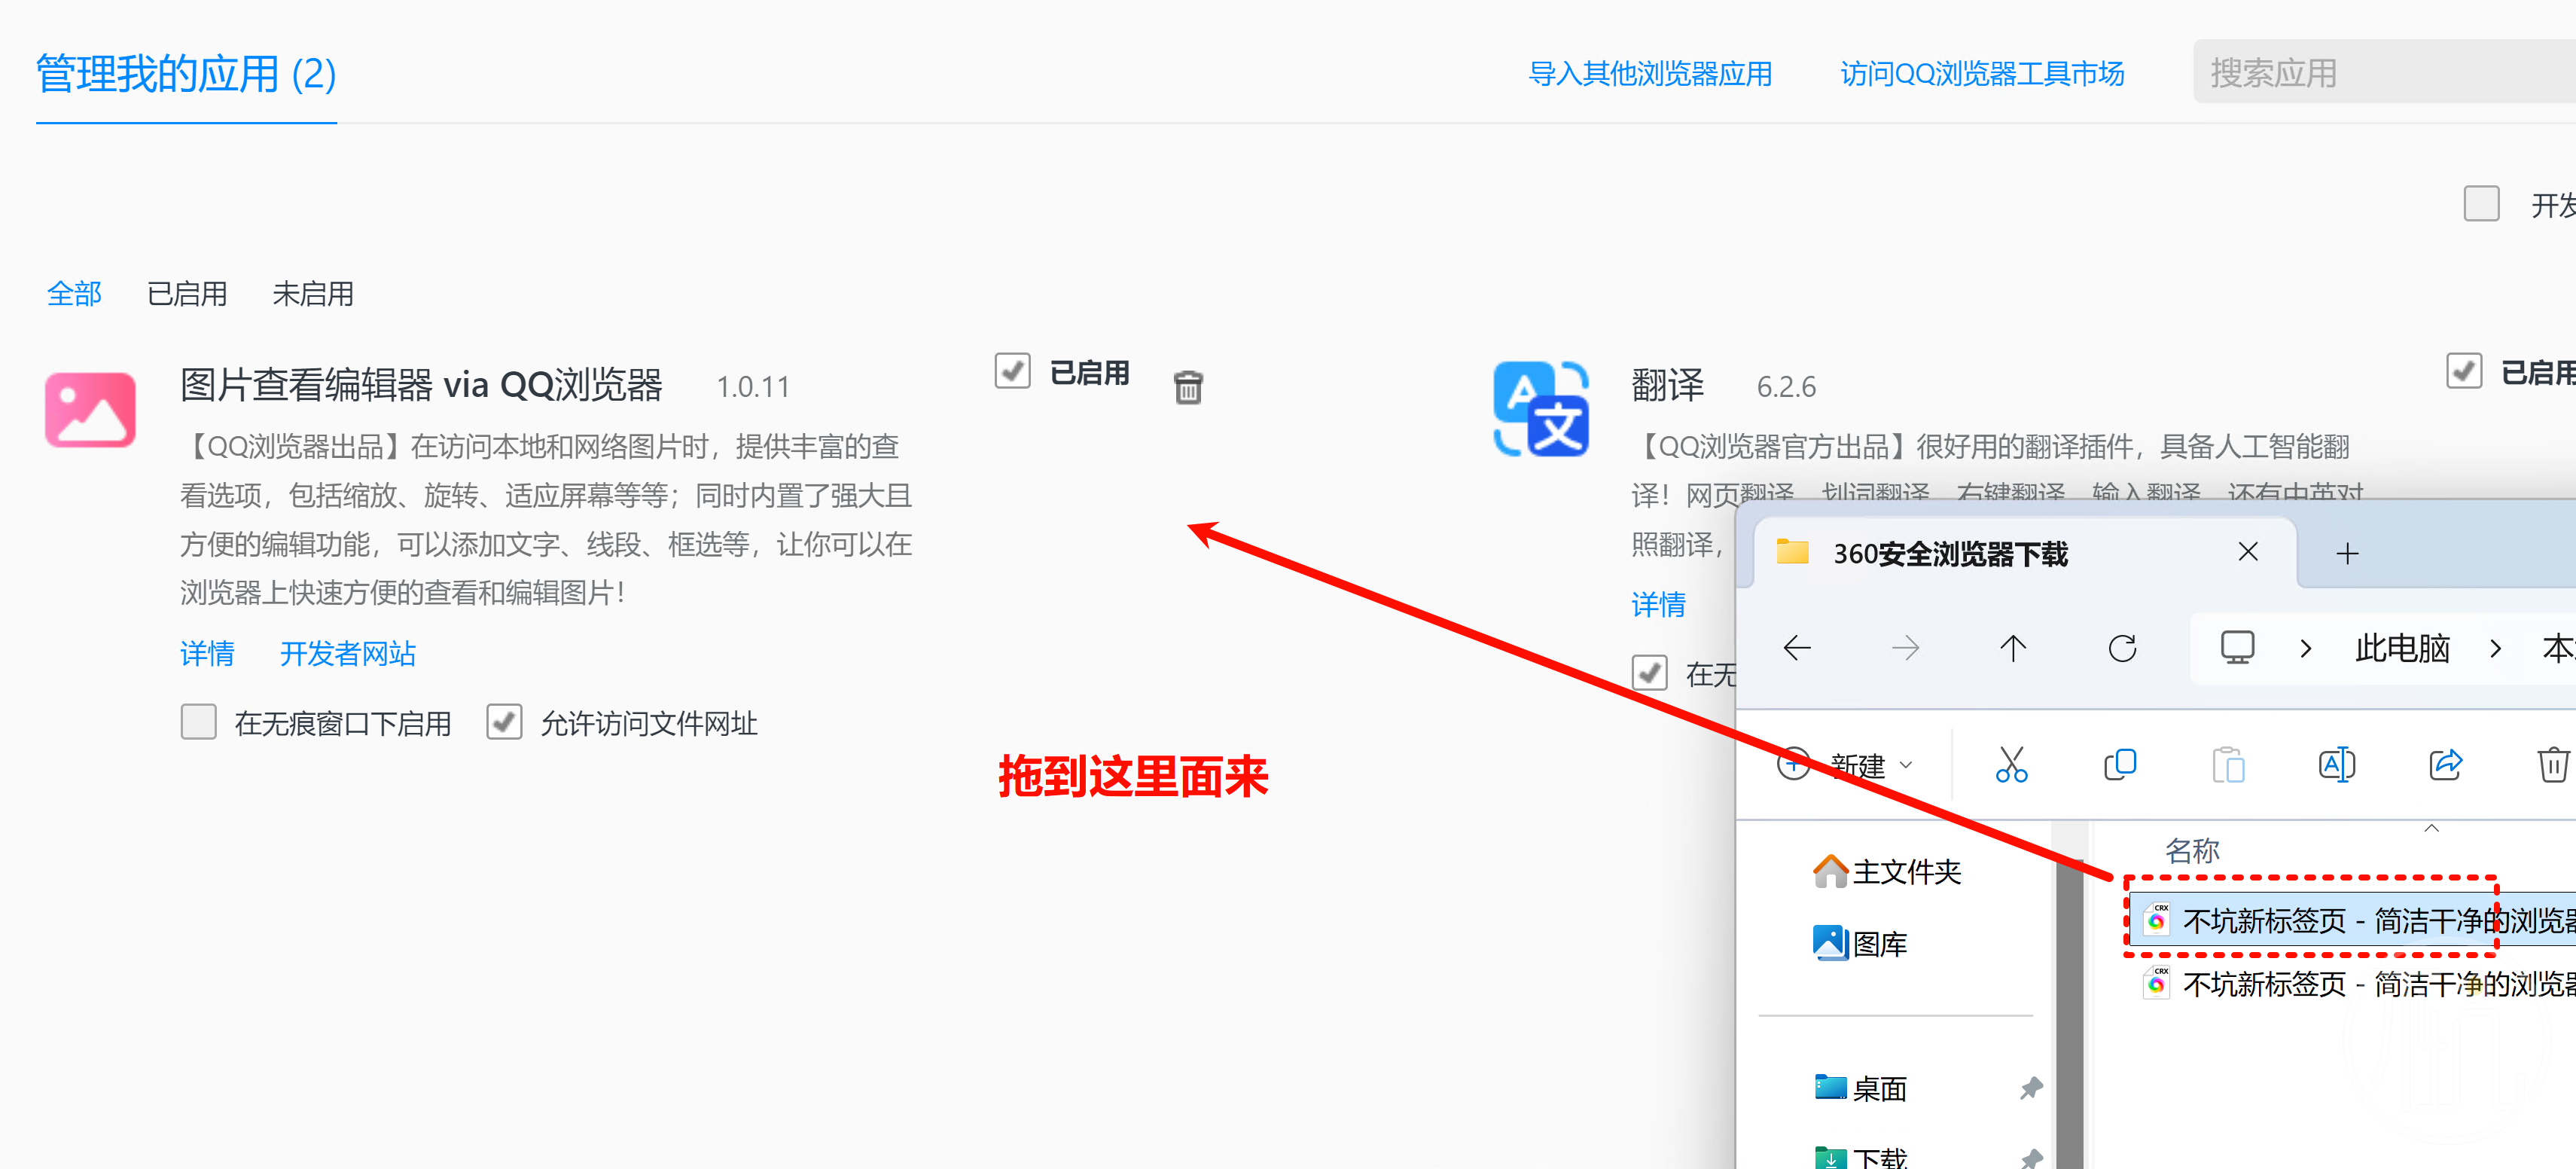 管理我的应用 (2)
导入其他浏览器应用
访问QQ浏览器工具市场
搜索应用
开发
全部
已启用
未启用
图片查看编辑器 via QQ浏览器
1.0.11
已启用
【QQ浏览器出品】在访问本地和网络图片时，提供丰富的查
看选项，包括缩放、旋转、适应屏幕等等；同时内置了强大且
方便的编辑功能，可以添加文字、线段、框选等，让你可以在
浏览器上快速方便的查看和编辑图片！
详情
开发者网站
在无痕窗口下启用
允许访问文件网址
翻译
6.2.6
已启用
【QQ浏览器官方出品】很好用的翻译插件，具备人工智能翻
译！网页翻译、划词翻译、右键翻译、输入翻译，还有中英对
照翻译，
详情
在无
拖到这里面来
360安全浏览器下载
此电脑
本
新建
主文件夹
图库
桌面
下载
名称
CRX
不坑新标签页 - 简洁干净的浏览器
CRX
不坑新标签页 - 简洁干净的浏览器